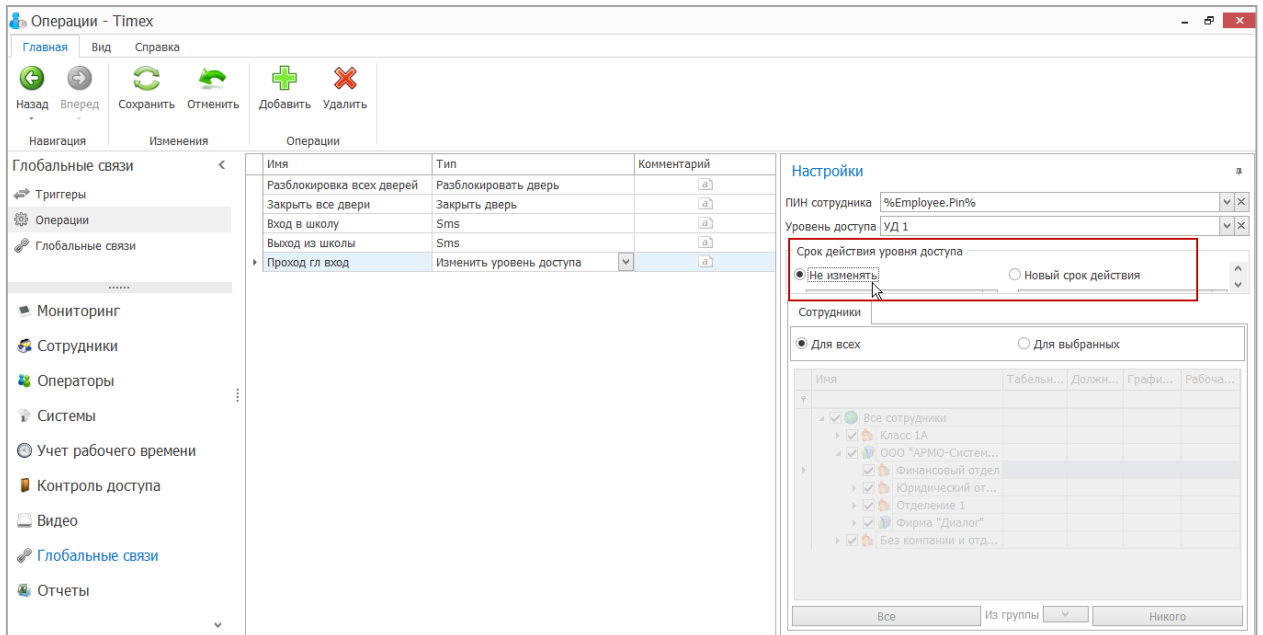 Операции - Timex
Главная Вид Справка
Назад Вперед Сохранить Отменить Добавить Удалить
Навигация Изменения Операции
Глобальные связи
Триггеры
Операции
Глобальные связи
Мониторинг
Сотрудники
Операторы
Системы
Учет рабочего времени
Контроль доступа
Видео
Глобальные связи
Отчеты
Имя Тип Комментарий
Разблокировка всех дверей Разблокировать дверь a
Закрыть все двери Закрыть дверь a
Вход в школу Sms a
Выход из школы Sms a
Проход гл вход Изменить уровень доступа a
Настройки
ПИН сотрудника %Employee.Pin%
Уровень доступа УД 1
Срок действия уровня доступа
Не изменять Новый срок действия
Сотрудники
Для всех Для выбранных
Имя Табельн... Должн... Графи... Рабоча...
Все сотрудники
Класс 1А
ООО "АРМО-Систем...
Финансовый отдел
Юридический от...
Отделение 1
Фирма "Диалог"
Без компании и отд...
Все Из группы Никого